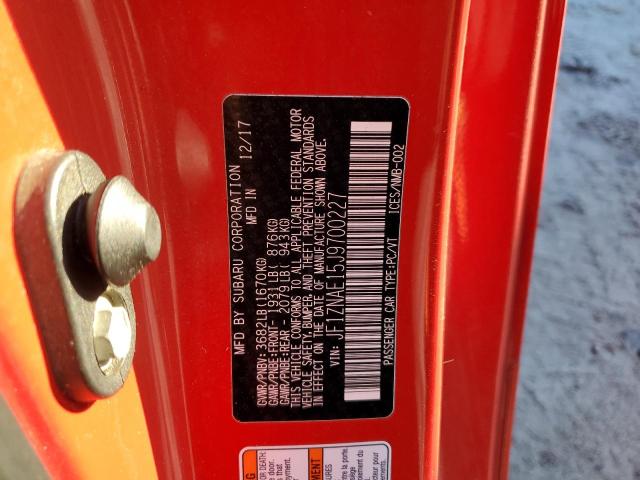 MFD BY SUBARU CORPORATION
MFD IN 12/17
GVWR/PNBV: 3682LB(1670KG)
GAWR/PNBE:FRONT- 1931LB( 876KG)
GAWR/PNBE:REAR - 2079LB( 943KG)
THIS VEHICLE CONFORMS TO ALL APPLICABLE FEDERAL MOTOR
VEHICLE SAFETY, BUMPER, AND THEFT PREVENTION STANDARDS
IN EFFECT ON THE DATE OF MANUFACTURE SHOWN ABOVE.
VIN: JF1ZNAE15J9700227
PASSENGER CAR TYPE:PC/VT ICES/NMB-002